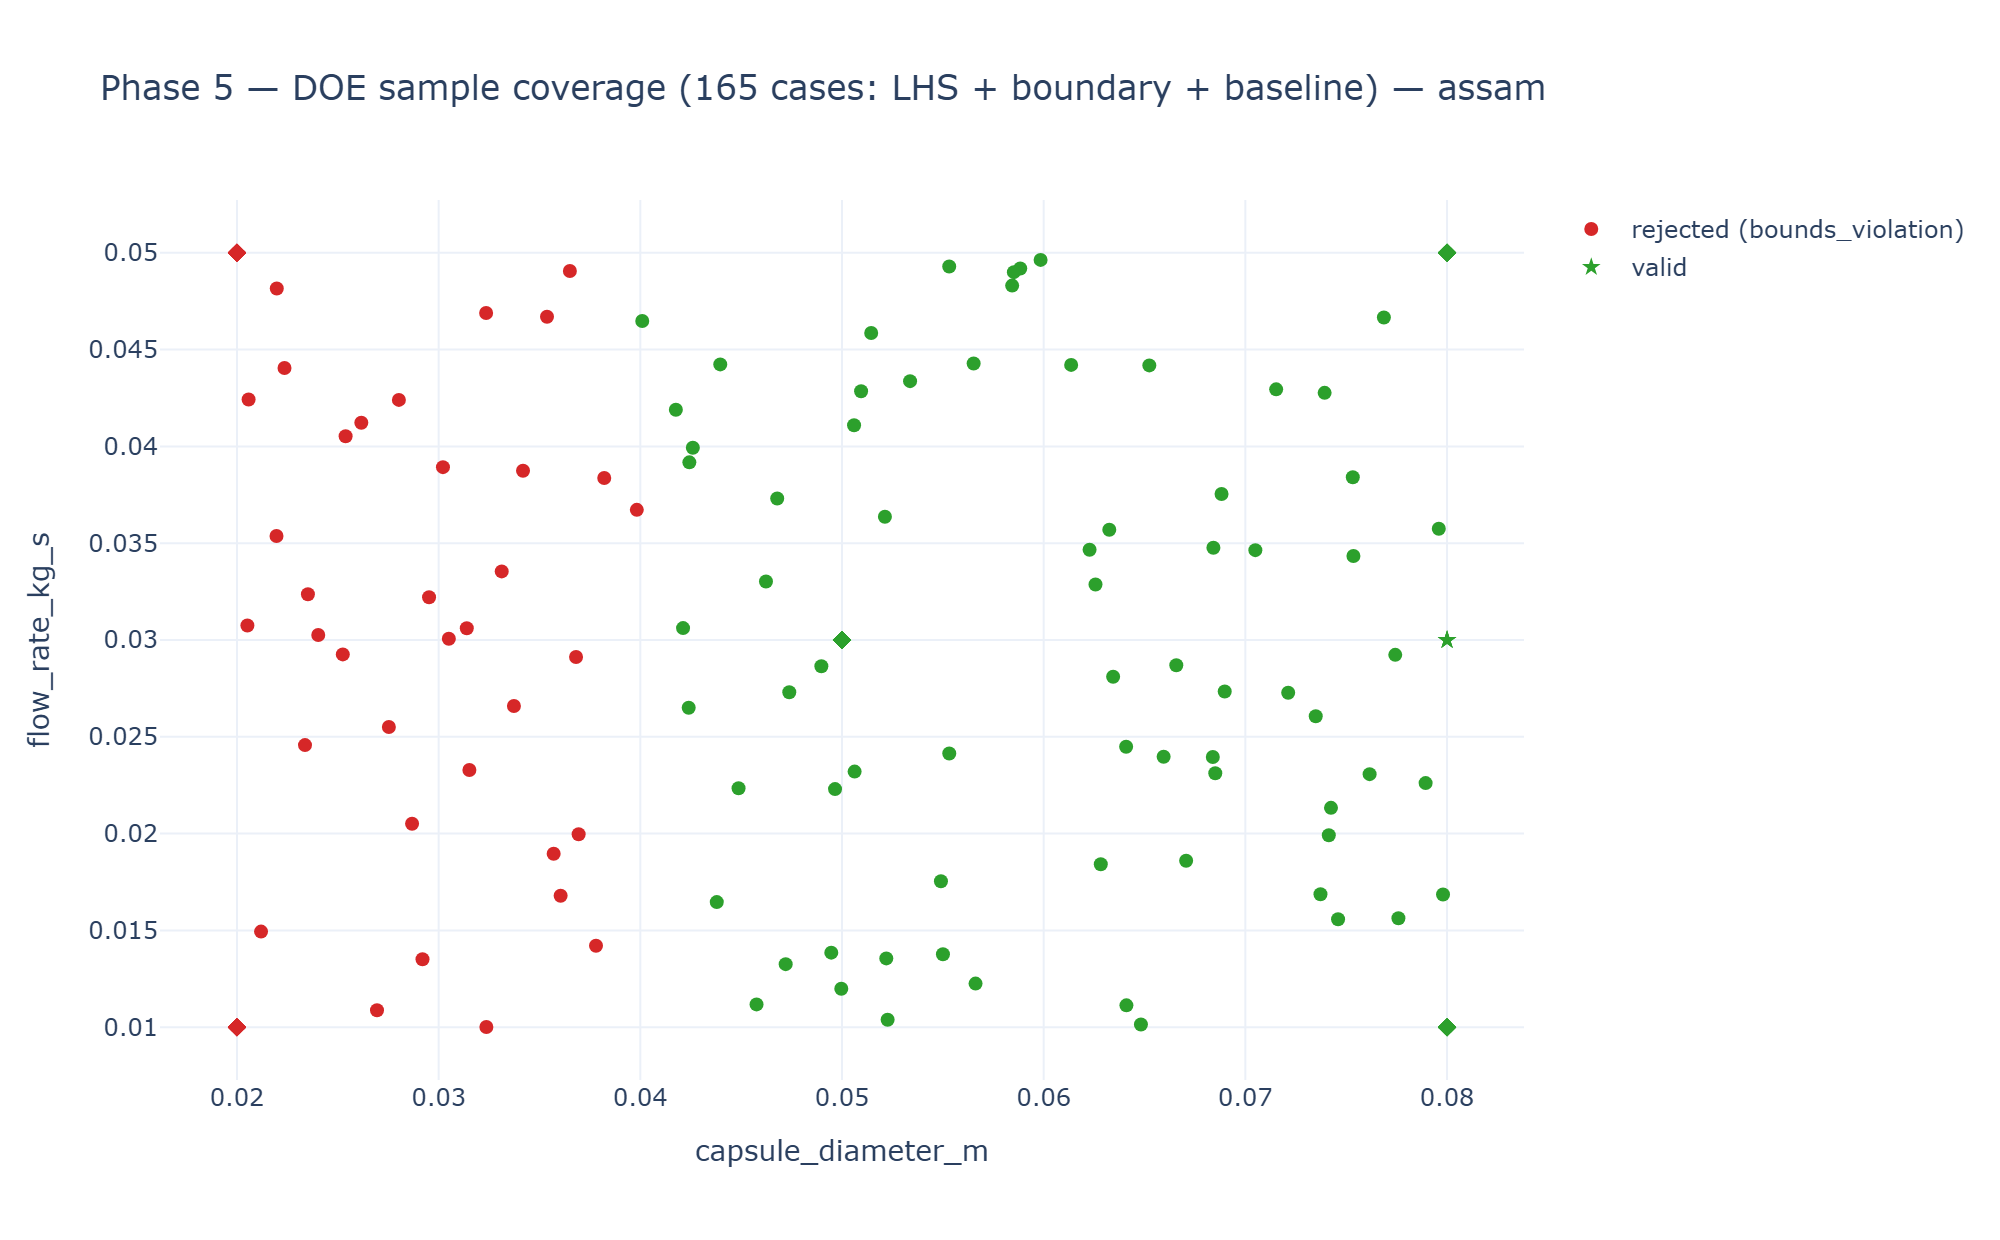 Phase 5 — DOE sample coverage (165 cases: LHS + boundary + baseline) — assam
rejected (bounds_violation)
valid
0.05
0.045
0.04
0.035
0.03
0.025
0.02
0.015
0.01
flow_rate_kg_s
0.02 0.03 0.04 0.05 0.06 0.07 0.08
capsule_diameter_m